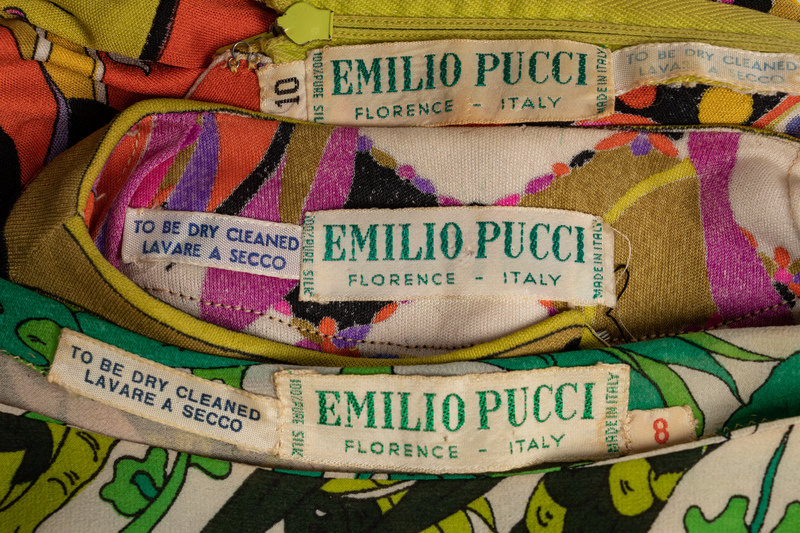 10
100% PURE SILK
EMILIO PUCCI
FLORENCE - ITALY
MADE IN ITALY
TO BE DRY CLEANED
LAVARE A SECCO
TO BE DRY CLEANED
LAVARE A SECCO
100% PURE SILK
EMILIO PUCCI
FLORENCE - ITALY
MADE IN ITALY
TO BE DRY CLEANED
LAVARE A SECCO
100% PURE SILK
EMILIO PUCCI
FLORENCE - ITALY
MADE IN ITALY
8